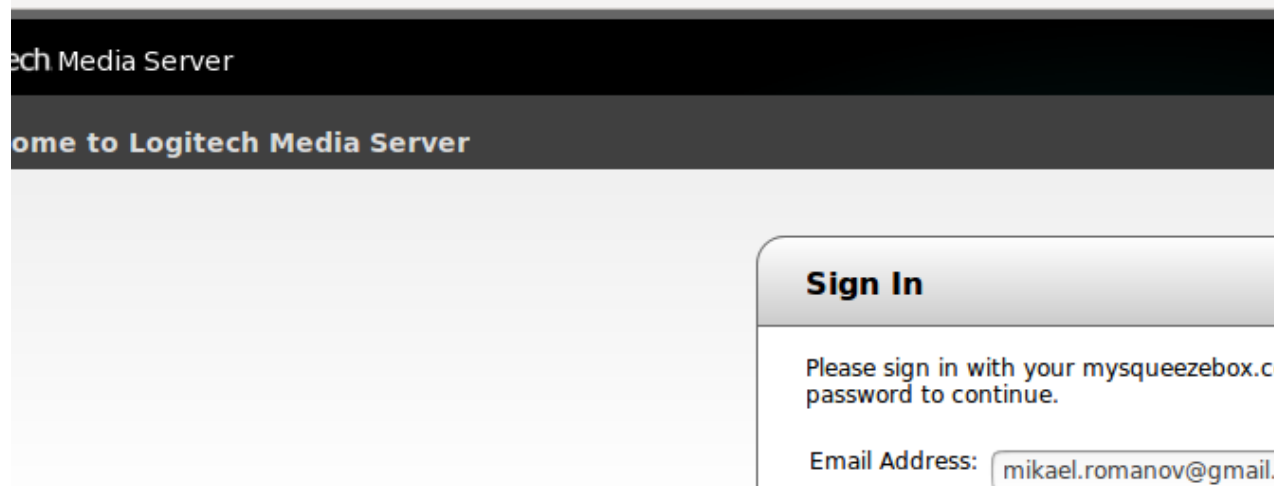 ech Media Server
ome to Logitech Media Server
Sign In
Please sign in with your mysqueezebox.c
password to continue.
Email Address: mikael.romanov@gmail.